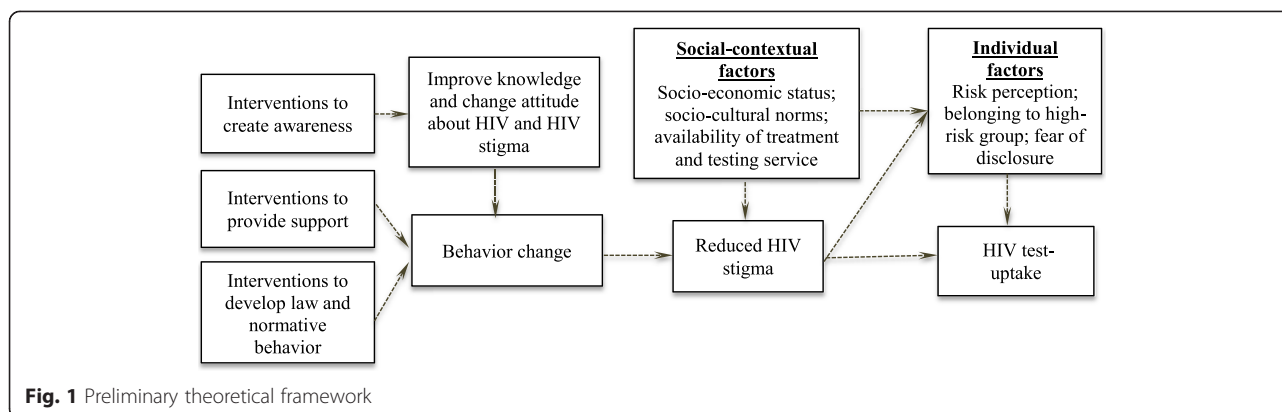 Interventions to
create awareness
Improve knowledge
and change attitude
about HIV and HIV
stigma
Social-contextual
factors
Socio-economic status;
socio-cultural norms;
availability of treatment
and testing service
Individual
factors
Risk perception;
belonging to high-
risk group; fear of
disclosure
Interventions to
provide support
Behavior change
Reduced HIV
stigma
HIV test-
uptake
Interventions to
develop law and
normative
behavior
Fig. 1 Preliminary theoretical framework